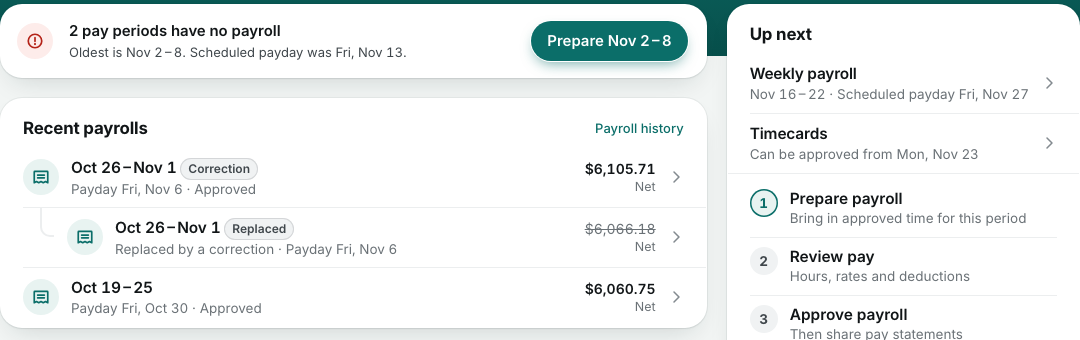 2 pay periods have no payroll
Oldest is Nov 2–8. Scheduled payday was Fri, Nov 13.
Prepare Nov 2–8
Recent payrolls
Payroll history
Oct 26–Nov 1 Correction
Payday Fri, Nov 6 · Approved
$6,105.71
Net
Oct 26–Nov 1 Replaced
Replaced by a correction · Payday Fri, Nov 6
$6,066.18
Net
Oct 19–25
Payday Fri, Oct 30 · Approved
$6,060.75
Net
Up next
Weekly payroll
Nov 16–22 · Scheduled payday Fri, Nov 27
Timecards
Can be approved from Mon, Nov 23
1 Prepare payroll
Bring in approved time for this period
2 Review pay
Hours, rates and deductions
3 Approve payroll
Then share pay statements